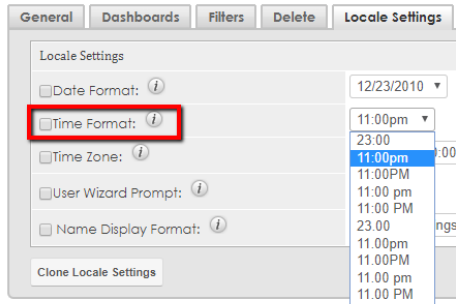 General Dashboards Filters Delete Locale Settings
Locale Settings
Date Format: i 12/23/2010
Time Format: i 11:00pm
23:00
Time Zone: i 11:00pm :00
11:00PM
11:00 pm
User Wizard Prompt: i 11:00 PM
23.00
Name Display Format: i 11.00pm ngs
11.00PM
Clone Locale Settings 11.00 pm
11.00 PM